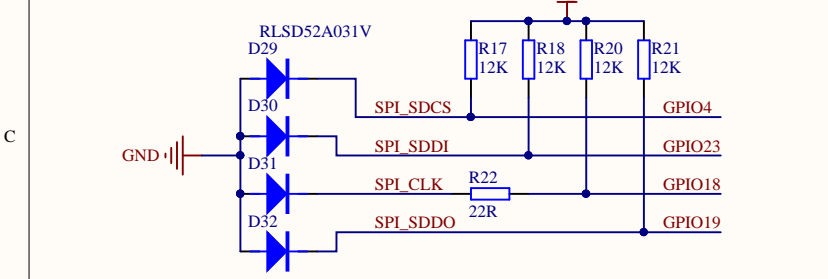 RLSD52A031V
D29
R17
R18
R20
R21
12K
12K
12K
12K
D30
SPI_SDCS
GPIO4
C
SPI_SDDI
GPIO23
GND
D31
SPI_CLK
R22
GPIO18
22R
D32
SPI_SDDO
GPIO19